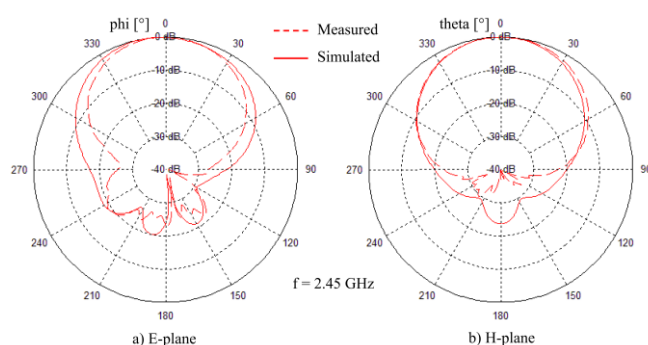 phi [°]
0
0 dB
330
30
-10 dB
300
60
-20 dB
-30 dB
270
-40 dB
240
120
210
150
180
a) E-plane
Measured
Simulated
f = 2.45 GHz
theta [°]
0
0 dB
330
30
-10 dB
300
60
-20 dB
-30 dB
270
-40 dB
90
240
120
210
150
180
b) H-plane
90